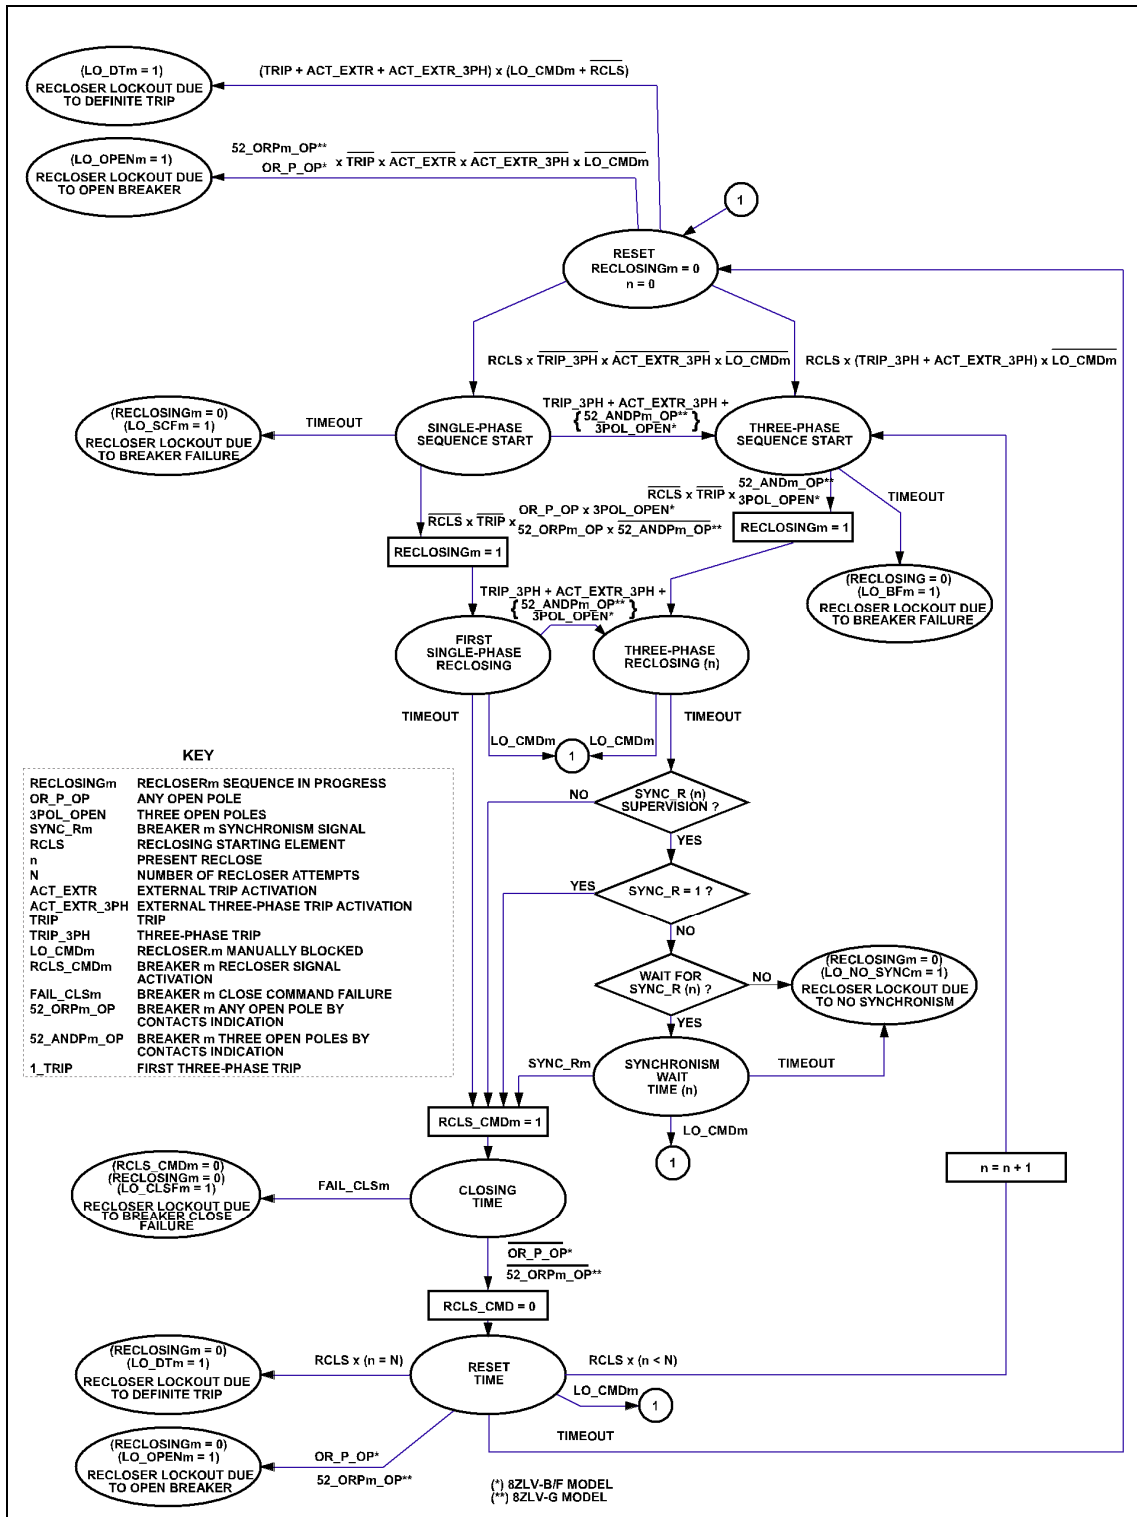 (LO_DTm = 1)
RECLOSER LOCKOUT DUE
TO DEFINITE TRIP
(TRIP + ACT_EXTR + ACT_EXTR_3PH) x (LO_CMDm + RCLS)
(LO_OPENm = 1)
RECLOSER LOCKOUT DUE
TO OPEN BREAKER
52_ORPm_OP**
OR_P_OP*
x TRIP x ACT_EXTR x ACT_EXTR_3PH x LO_CMDm
1
RESET
RECLOSINGm = 0
n = 0
RCLS x TRIP_3PH x ACT_EXTR_3PH x LO_CMDm
RCLS x (TRIP_3PH + ACT_EXTR_3PH) x LO_CMDm
(RECLOSINGm = 0)
(LO_SCFm = 1)
RECLOSER LOCKOUT DUE
TO BREAKER FAILURE
TIMEOUT
SINGLE-PHASE
SEQUENCE START
TRIP_3PH + ACT_EXTR_3PH +
{ 52_ANDPm_OP** }
3POL_OPEN*
THREE-PHASE
SEQUENCE START
RCLS x TRIP x
52_ANDm_OP**
3POL_OPEN*
TIMEOUT
RCLS x TRIP x
OR_P_OP x 3POL_OPEN*
52_ORPm_OP x 52_ANDPm_OP**
RECLOSINGm = 1
RECLOSINGm = 1
(RECLOSING = 0)
(LO_BFm = 1)
RECLOSER LOCKOUT DUE
TO BREAKER FAILURE
TRIP_3PH + ACT_EXTR_3PH +
{ 52_ANDPm_OP** }
3POL_OPEN*
FIRST
SINGLE-PHASE
RECLOSING
THREE-PHASE
RECLOSING (n)
TIMEOUT
LO_CMDm
1
LO_CMDm
TIMEOUT
KEY
RECLOSINGm RECLOSERm SEQUENCE IN PROGRESS
OR_P_OP ANY OPEN POLE
3POL_OPEN THREE OPEN POLES
SYNC_Rm BREAKER m SYNCHRONISM SIGNAL
RCLS RECLOSING STARTING ELEMENT
n PRESENT RECLOSE
N NUMBER OF RECLOSER ATTEMPTS
ACT_EXTR EXTERNAL TRIP ACTIVATION
ACT_EXTR_3PH EXTERNAL THREE-PHASE TRIP ACTIVATION
TRIP TRIP
TRIP_3PH THREE-PHASE TRIP
LO_CMDm RECLOSER.m MANUALLY BLOCKED
RCLS_CMDm BREAKER m RECLOSER SIGNAL
ACTIVATION
FAIL_CLSm BREAKER m CLOSE COMMAND FAILURE
52_ORPm_OP BREAKER m ANY OPEN POLE BY
CONTACTS INDICATION
52_ANDPm_OP BREAKER m THREE OPEN POLES BY
CONTACTS INDICATION
1_TRIP FIRST THREE-PHASE TRIP
NO
SYNC_R (n)
SUPERVISION ?
YES
YES
SYNC_R = 1 ?
NO
WAIT FOR
SYNC_R (n) ?
NO
(RECLOSINGm = 0)
(LO_NO_SYNCm = 1)
RECLOSER LOCKOUT DUE
TO NO SYNCHRONISM
YES
SYNC_Rm
SYNCHRONISM
WAIT
TIME (n)
TIMEOUT
RCLS_CMDm = 1
LO_CMDm
1
n = n + 1
(RCLS_CMDm = 0)
(RECLOSINGm = 0)
(LO_CLSFm = 1)
RECLOSER LOCKOUT DUE
TO BREAKER CLOSE
FAILURE
FAIL_CLSm
CLOSING
TIME
OR_P_OP*
52_ORPm_OP**
RCLS_CMD = 0
(RECLOSINGm = 0)
(LO_DTm = 1)
RECLOSER LOCKOUT DUE
TO DEFINITE TRIP
RCLS x (n = N)
RESET
TIME
RCLS x (n < N)
LO_CMDm
1
(RECLOSINGm = 0)
(LO_OPENm = 1)
RECLOSER LOCKOUT DUE
TO OPEN BREAKER
OR_P_OP*
52_ORPm_OP**
TIMEOUT
(*) 8ZLV-B/F MODEL
(**) 8ZLV-G MODEL